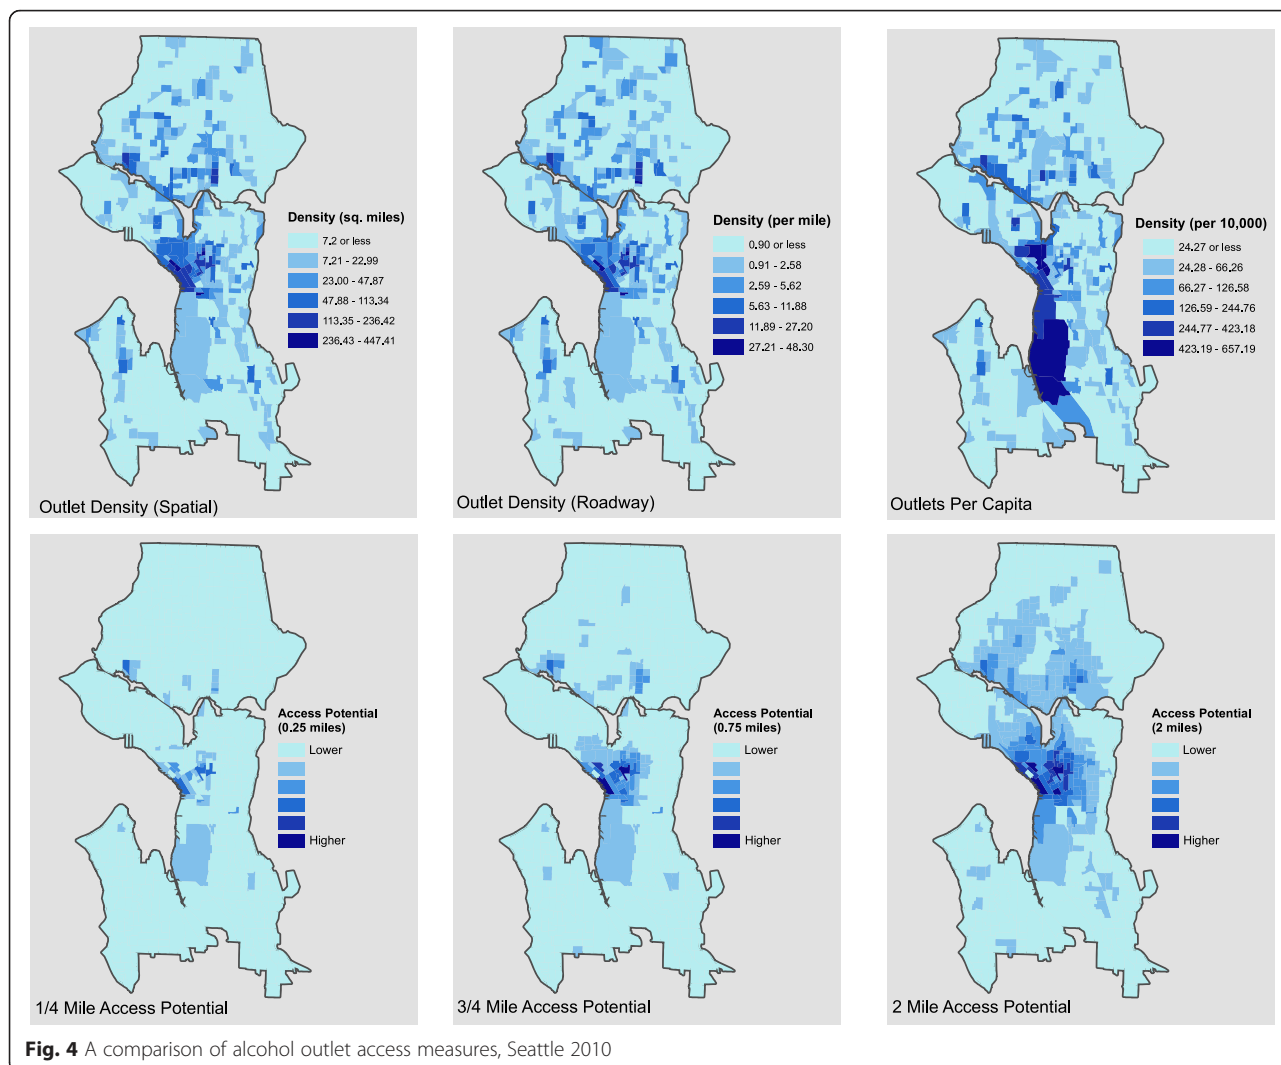 Density (sq. miles)
7.2 or less
7.21 - 22.99
23.00 - 47.87
47.88 - 113.34
113.35 - 236.42
236.43 - 447.41
Outlet Density (Spatial)
Density (per mile)
0.90 or less
0.91 - 2.58
2.59 - 5.62
5.63 - 11.88
11.89 - 27.20
27.21 - 48.30
Outlet Density (Roadway)
Density (per 10,000)
24.27 or less
24.28 - 66.26
66.27 - 126.58
126.59 - 244.76
244.77 - 423.18
423.19 - 657.19
Outlets Per Capita
Access Potential
(0.25 miles)
Lower
Higher
1/4 Mile Access Potential
Access Potential
(0.75 miles)
Lower
Higher
3/4 Mile Access Potential
Access Potential
(2 miles)
Lower
Higher
2 Mile Access Potential
Fig. 4 A comparison of alcohol outlet access measures, Seattle 2010